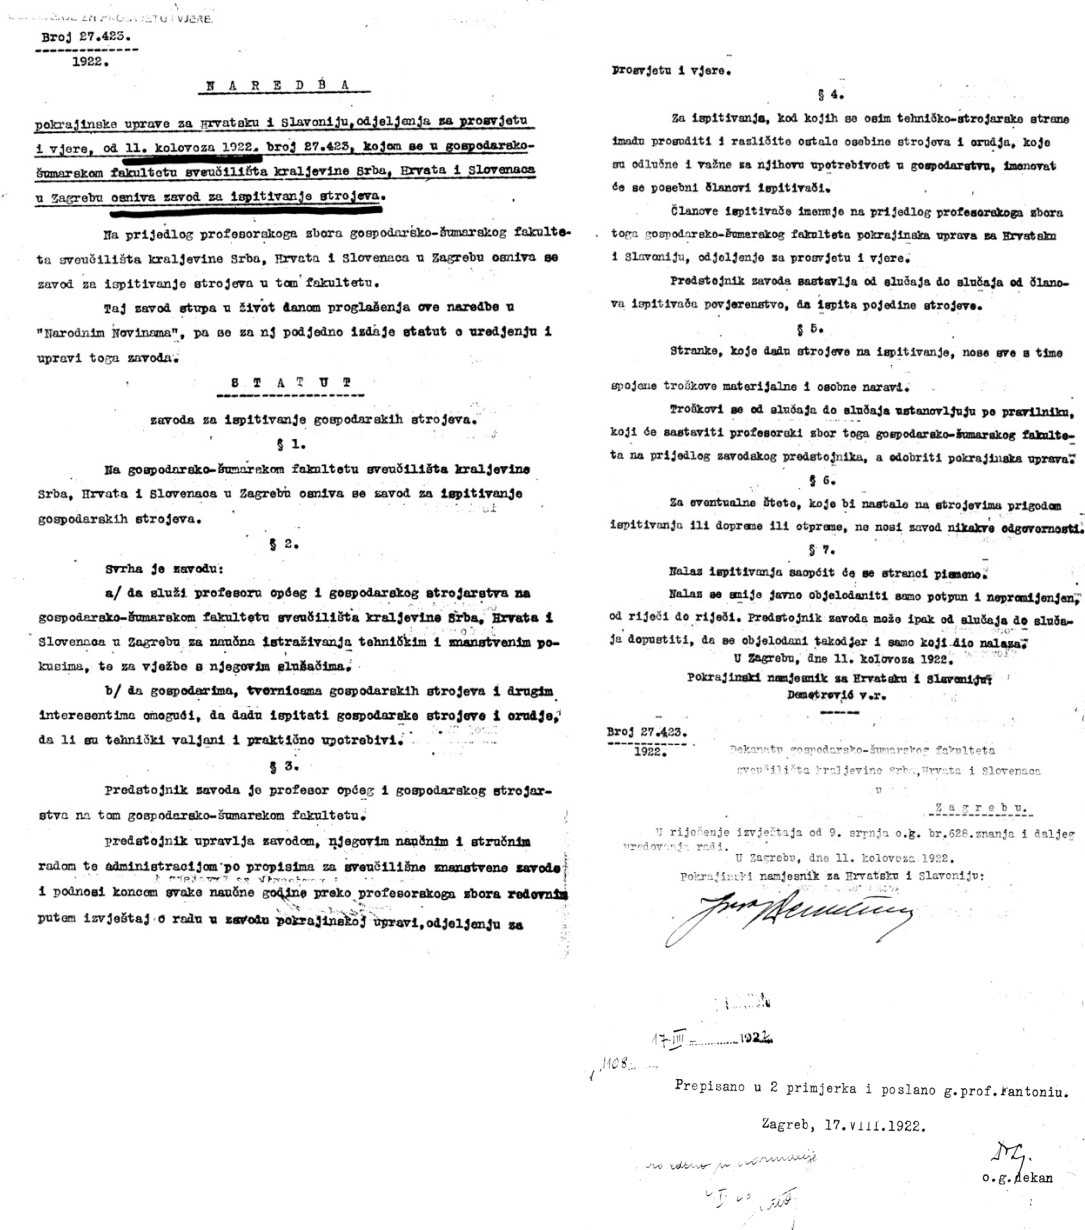 ZA PROSVJETU I VJERE.
Broj 27.423.
1922.
N A R E D B A
pokrajinske uprave za Hrvatsku i Slavoniju,odjeljenja za prosvjetu
i vjere, od 11. kolovoza 1922. broj 27.423, kojom se u gospodarsko-
šumarskom fakultetu sveučilišta kraljevine Srba, Hrvata i Slovenaca
u Zagrebu osniva zavod za ispitivanje strojeva.
Na prijedlog profesorskoga zbora gospodarsko-šumarskog fakulte-
ta sveučilišta kraljevine Srba, Hrvata i Slovenaca u Zagrebu osniva se
zavod za ispitivanje strojeva u tom fakultetu.
Taj zavod stupa u život danom proglašenja ove naredbe u
"Narodnim Novinama", pa se za nj podjedno izdaje statut o uredjenju i
upravi toga zavoda.
S T A T U T
zavoda za ispitivanje gospodarskih strojeva.
§ 1.
Na gospodarsko-šumarskom fakultetu sveučilišta kraljevine
Srba, Hrvata i Slovenaca u Zagrebu osniva se zavod za ispitivanje
gospodarskih strojeva.
§ 2.
Svrha je zavodu:
a/ da služi profesoru općeg i gospodarskog strojarstva na
gospodarsko-šumarskom fakultetu sveučilišta kraljevine Srba, Hrvata i
Slovenaca u Zagrebu za naučna istraživanja tehničkim i znanstvenim po-
kusima, te za vježbe s njegovim slušačima.
b/ da gospodarima, tvornicama gospodarskih strojeva i drugim
interesentima omogući, da dadu ispitati gospodarske strojeve i orudje,
da li su tehnički valjani i praktično upotrebivi.
§ 3.
Predstojnik zavoda je profesor općeg i gospodarskog strojar-
stva na tom gospodarsko-šumarskom fakultetu.
predstojnik upravlja zavodom, njegovim naučnim i stručnim
radom te administracijom po propisima za sveučilišne znanstvene zavode
i podnosi koncem svake naučne godine preko profesorskoga zbora redovnim
putem izvještaj o radu u zavodu pokrajinskoj upravi,odjeljenju za
prosvjetu i vjere.
§ 4.
Za ispitivanja, kod kojih se osim tehničko-strojarske strane
imadu prosuditi i različite ostale osebine strojeva i orudja, koje
su odlučne i važne za njihovu upotrebivost u gospodarstvu, imenovat
će se posebni članovi ispitivači.
Članove ispitivače imenuje na prijedlog profesorskoga zbora
toga gospodarsko-šumarskog fakulteta pokrajinska uprava za Hrvatsku
i Slavoniju, odjeljenje za prosvjetu i vjere.
Predstojnik zavoda sastavlja od slučaja do slučaja od člano-
va ispitivača povjerenstvo, da ispita pojedine strojeve.
§ 5.
Stranke, koje dadu strojeve na ispitivanje, nose sve s time
spojene troškove materijalne i osobne naravi.
Troškovi se od slučaja do slučaja ustanovljuju po pravilniku,
koji će sastaviti profesorski zbor toga gospodarsko-šumarskog fakulte-
ta na prijedlog zavodskog predstojnika, a odobriti pokrajinska uprava.
§ 6.
Za eventualne štete, koje bi nastale na strojevima prigodom
ispitivanja ili dopreme ili otpreme, ne nosi zavod nikakve odgovornosti.
§ 7.
Nalaz ispitivanja saopćit će se stranci pismeno.
Nalaz se smije javno objelodaniti samo potpun i nepromijenjen,
od riječi do riječi. Predstojnik zavoda može ipak od slučaja do sluča-
ja dopustiti, da se objelodani takodjer i samo koji dio nalaza.
U Zagrebu, dne 11. kolovoza 1922.
Pokrajinski namjesnik za Hrvatsku i Slavoniju:
Demetrović v.r.
Broj 27.423.
1922.
Dekanatu gospodarsko-šumarskog fakulteta
sveučilišta kraljevine Srba,Hrvata i Slovenaca
u
Z a g r e b u.
U riješenje izvještaja od 9. srpnja o.g. br.628.znanja i daljeg
uredovanja radi.
U Zagrebu, dne 11. kolovoza 1922.
Pokrajinski namjesnik za Hrvatsku i Slavoniju:
17-VIII 1922
1108
Prepisano u 2 primjerka i poslano g.prof.Fantoniu.
Zagreb, 17.VIII.1922.
o.g.dekan